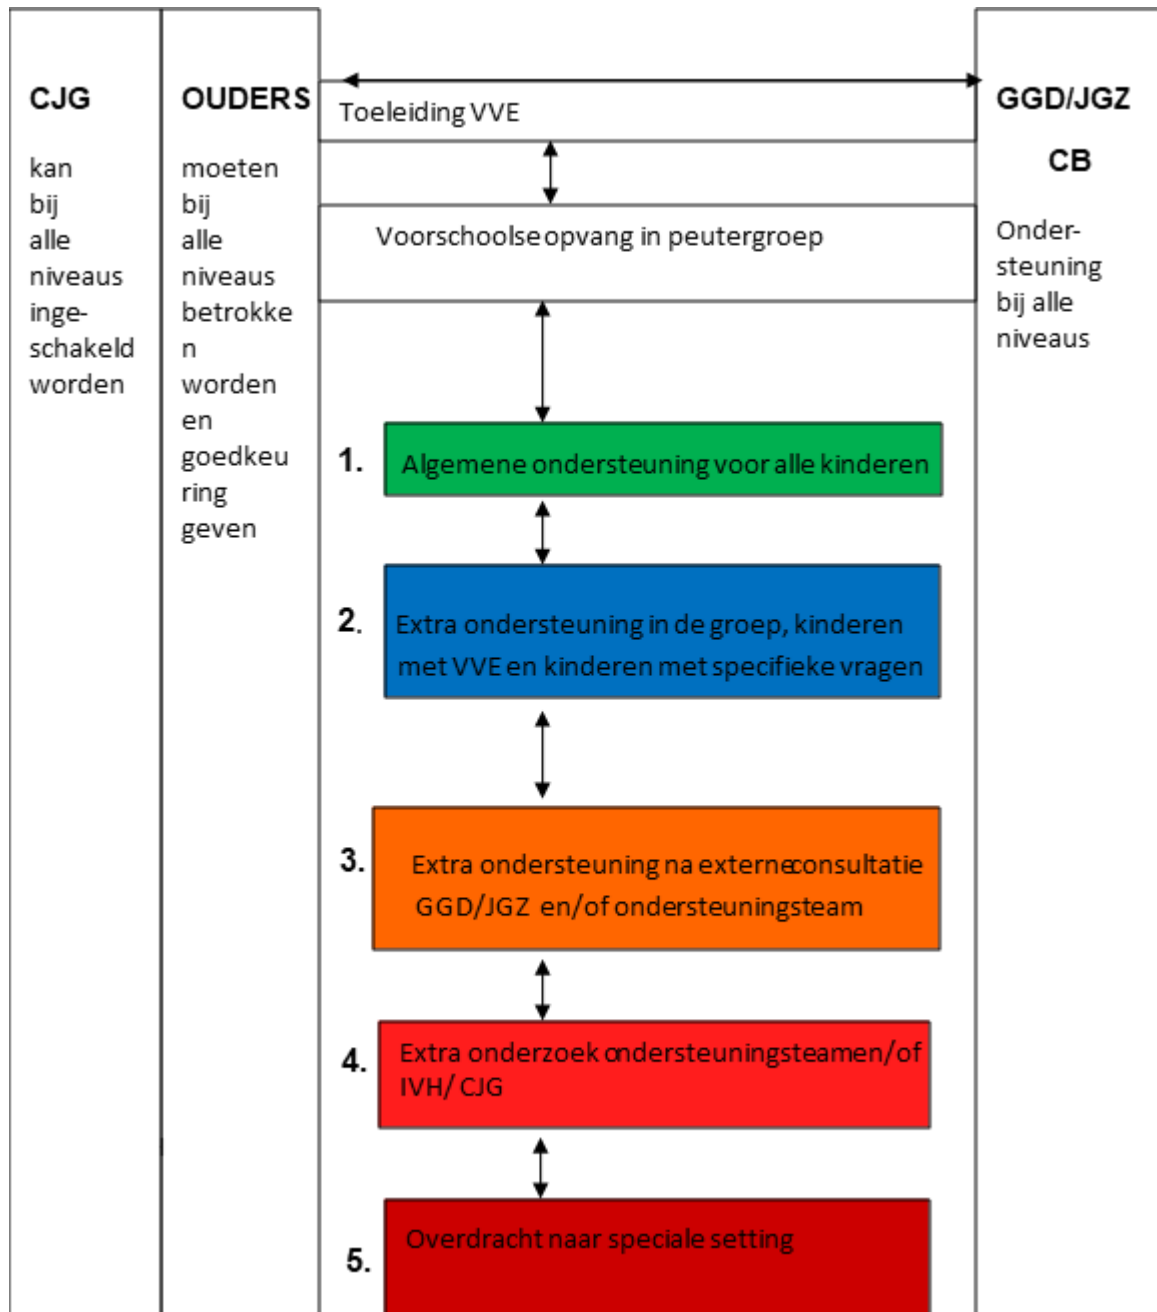 CJG
kan
bij
alle
niveaus
inge-
schakeld
worden
OUDERS
moeten
bij
alle
niveaus
betrokke
n
worden
en
goedkeu
ring
geven
Toeleiding VVE
Voorschoolse opvang in peutergroep
1. Algemene ondersteuning voor alle kinderen
2. Extra ondersteuning in de groep, kinderen
met VVE en kinderen met specifieke vragen
3. Extra ondersteuning na externe consultatie
GGD/JGZ en/of ondersteuningsteam
4. Extra onderzoek ondersteuningsteam en/of
IVH/ CJG
5. Overdracht naar speciale setting
GGD/JGZ
CB
Onder-
steuning
bij alle
niveaus